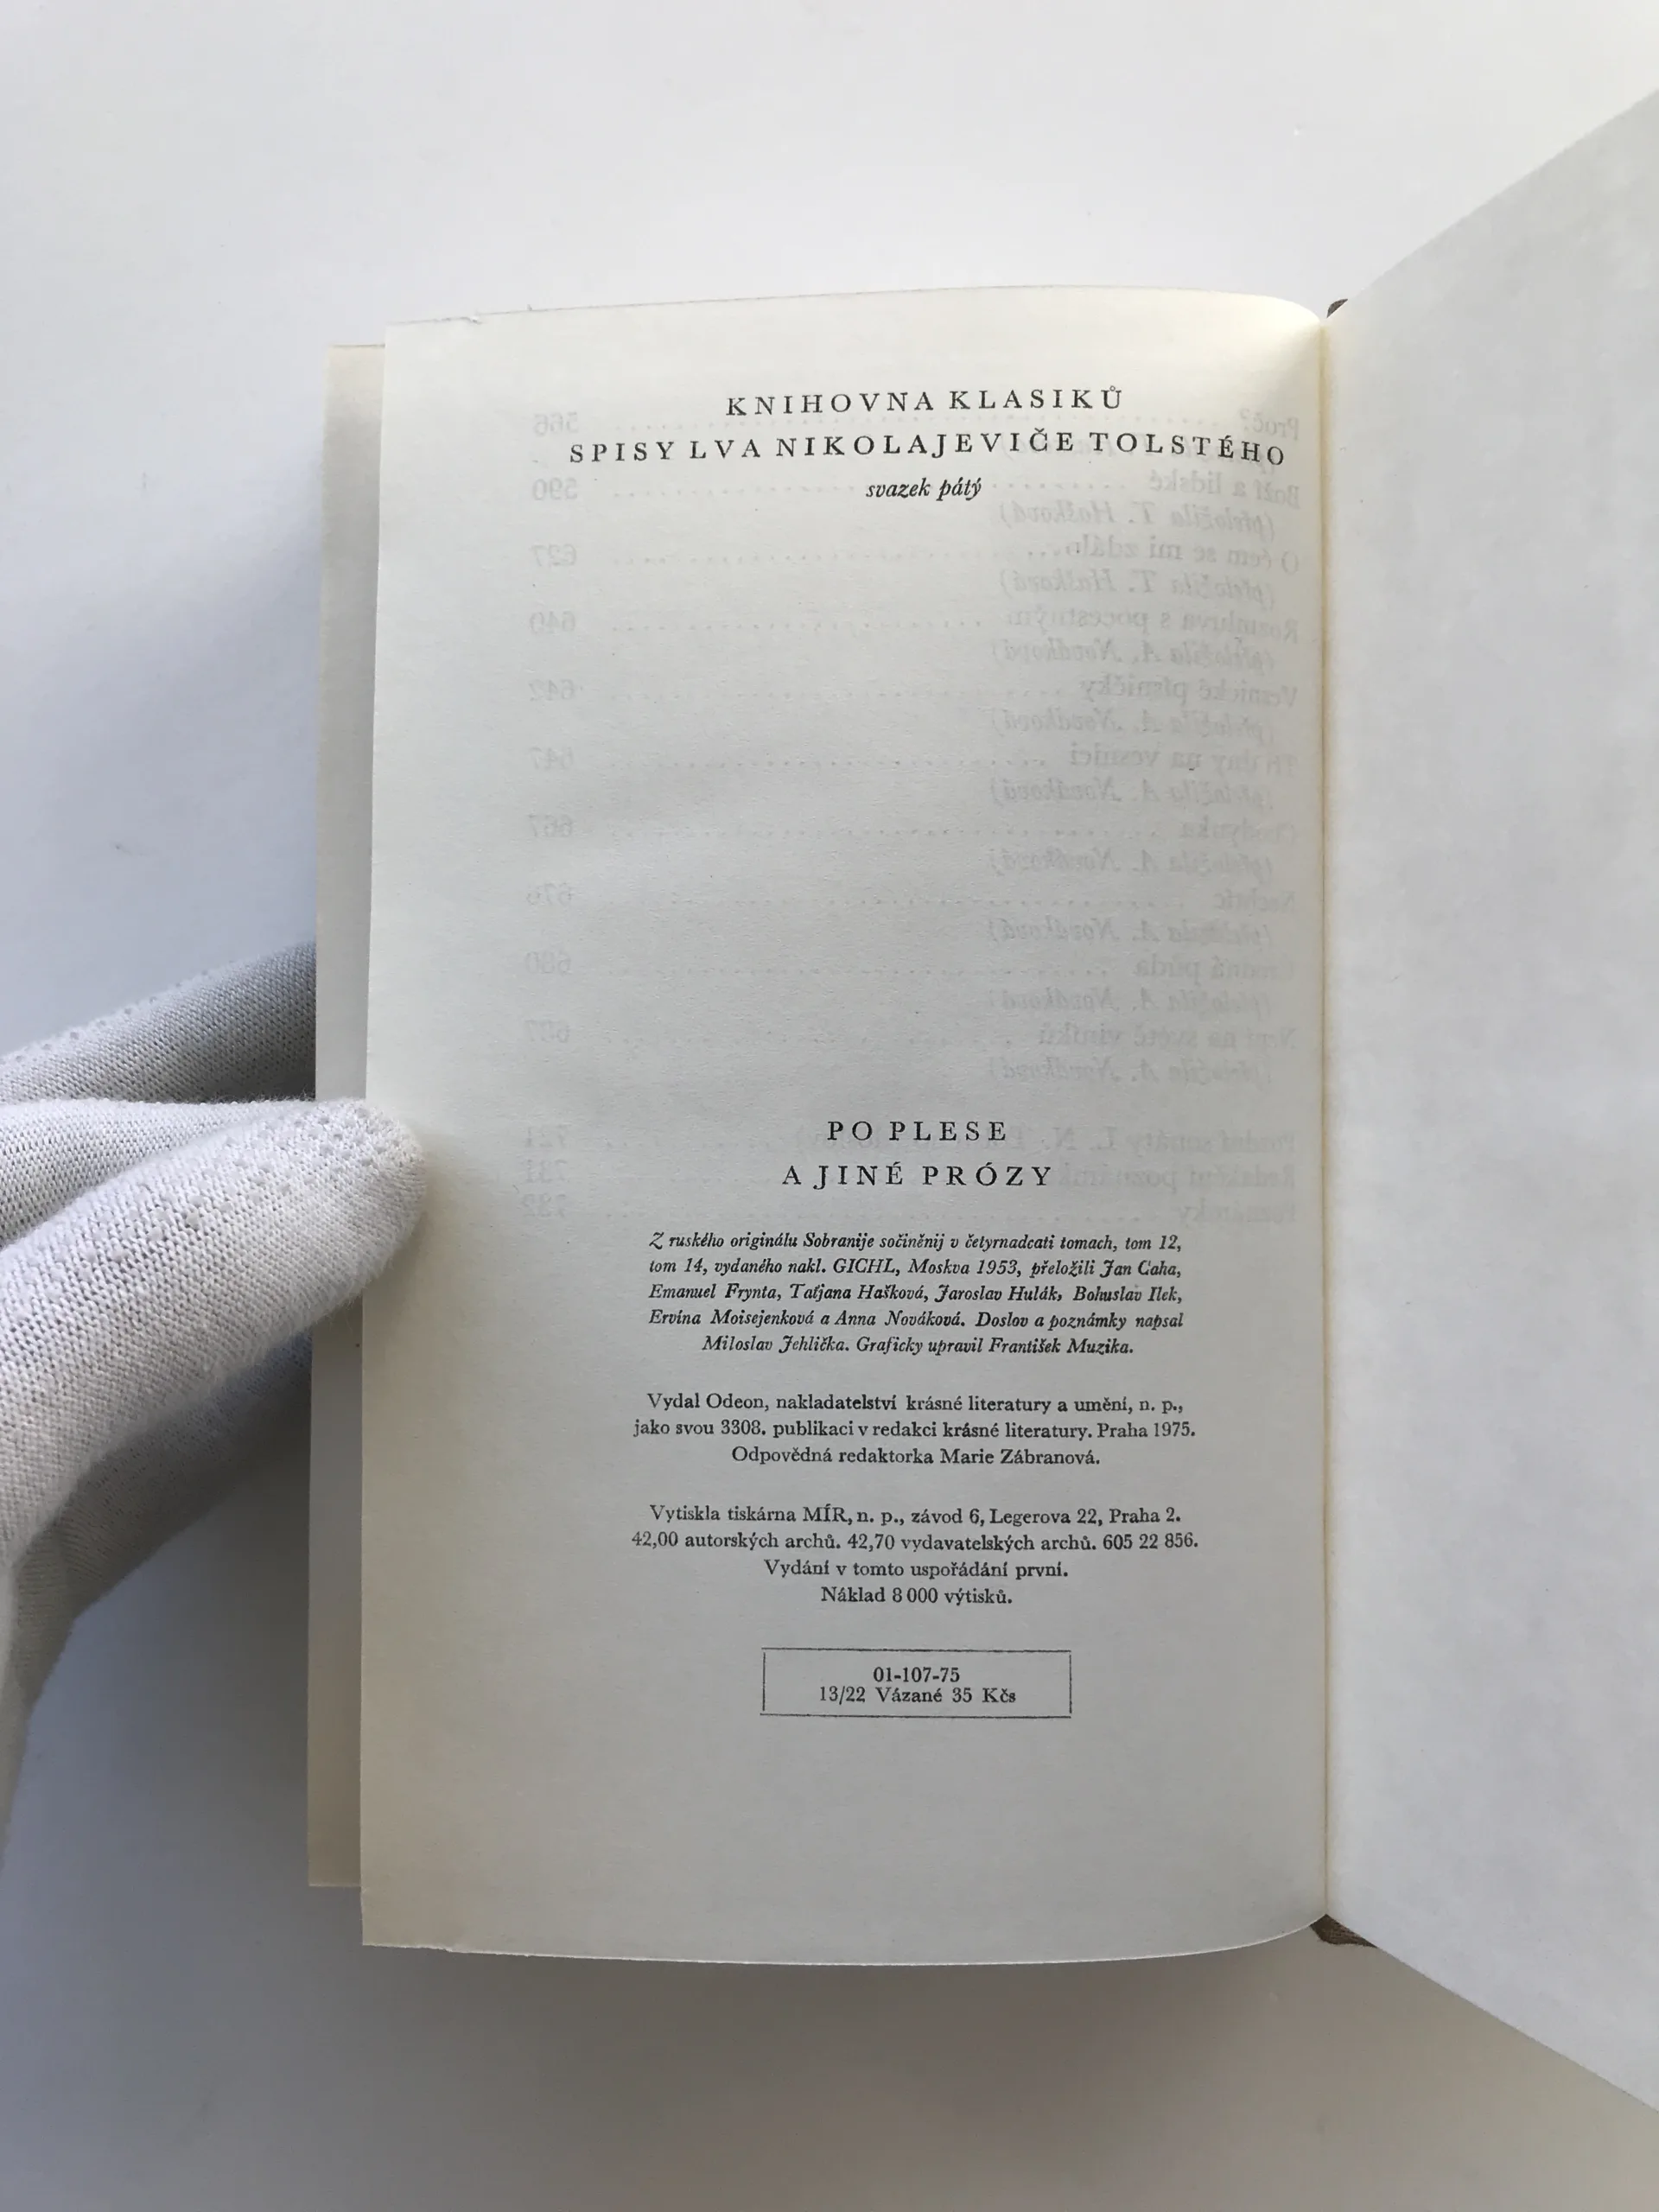 KNIHOVNA KLASIKŮ
SPISY LVA NIKOLAJEVIČE TOLSTÉHO
svazek pátý
PO PLESE
A JINÉ PRÓZY
Z ruského originálu Sobranije sočiněnij v četyrnadcati tomach, tom 12,
tom 14, vydaného nakl. GICHL, Moskva 1953, přeložili Jan Caha,
Emanuel Frynta, Taťjana Hašková, Jaroslav Hulák, Bohuslav Ilek,
Ervína Moisejenková a Anna Nováková. Doslov a poznámky napsal
Miloslav Jehlička. Graficky upravil František Muzika.
Vydal Odeon, nakladatelství krásné literatury a umění, n. p.,
jako svou 3308. publikaci v redakci krásné literatury. Praha 1975.
Odpovědná redaktorka Marie Zábranová.
Vytiskla tiskárna MÍR, n. p., závod 6, Legerova 22, Praha 2.
42,00 autorských archů. 42,70 vydavatelských archů. 605 22 856.
Vydání v tomto uspořádání první.
Náklad 8 000 výtisků.
01-107-75
13/22 Vázané 35 Kčs